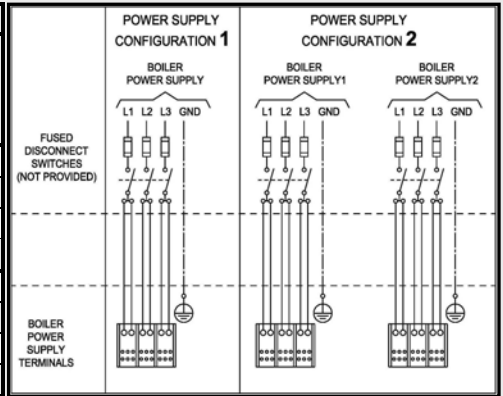 POWER SUPPLY
CONFIGURATION 1
POWER SUPPLY
CONFIGURATION 2
BOILER
POWER SUPPLY
BOILER
POWER SUPPLY1
BOILER
POWER SUPPLY2
L1 L2 L3 GND
L1 L2 L3 GND
L1 L2 L3 GND
FUSED
DISCONNECT
SWITCHES
(NOT PROVIDED)
BOILER
POWER
SUPPLY
TERMINALS